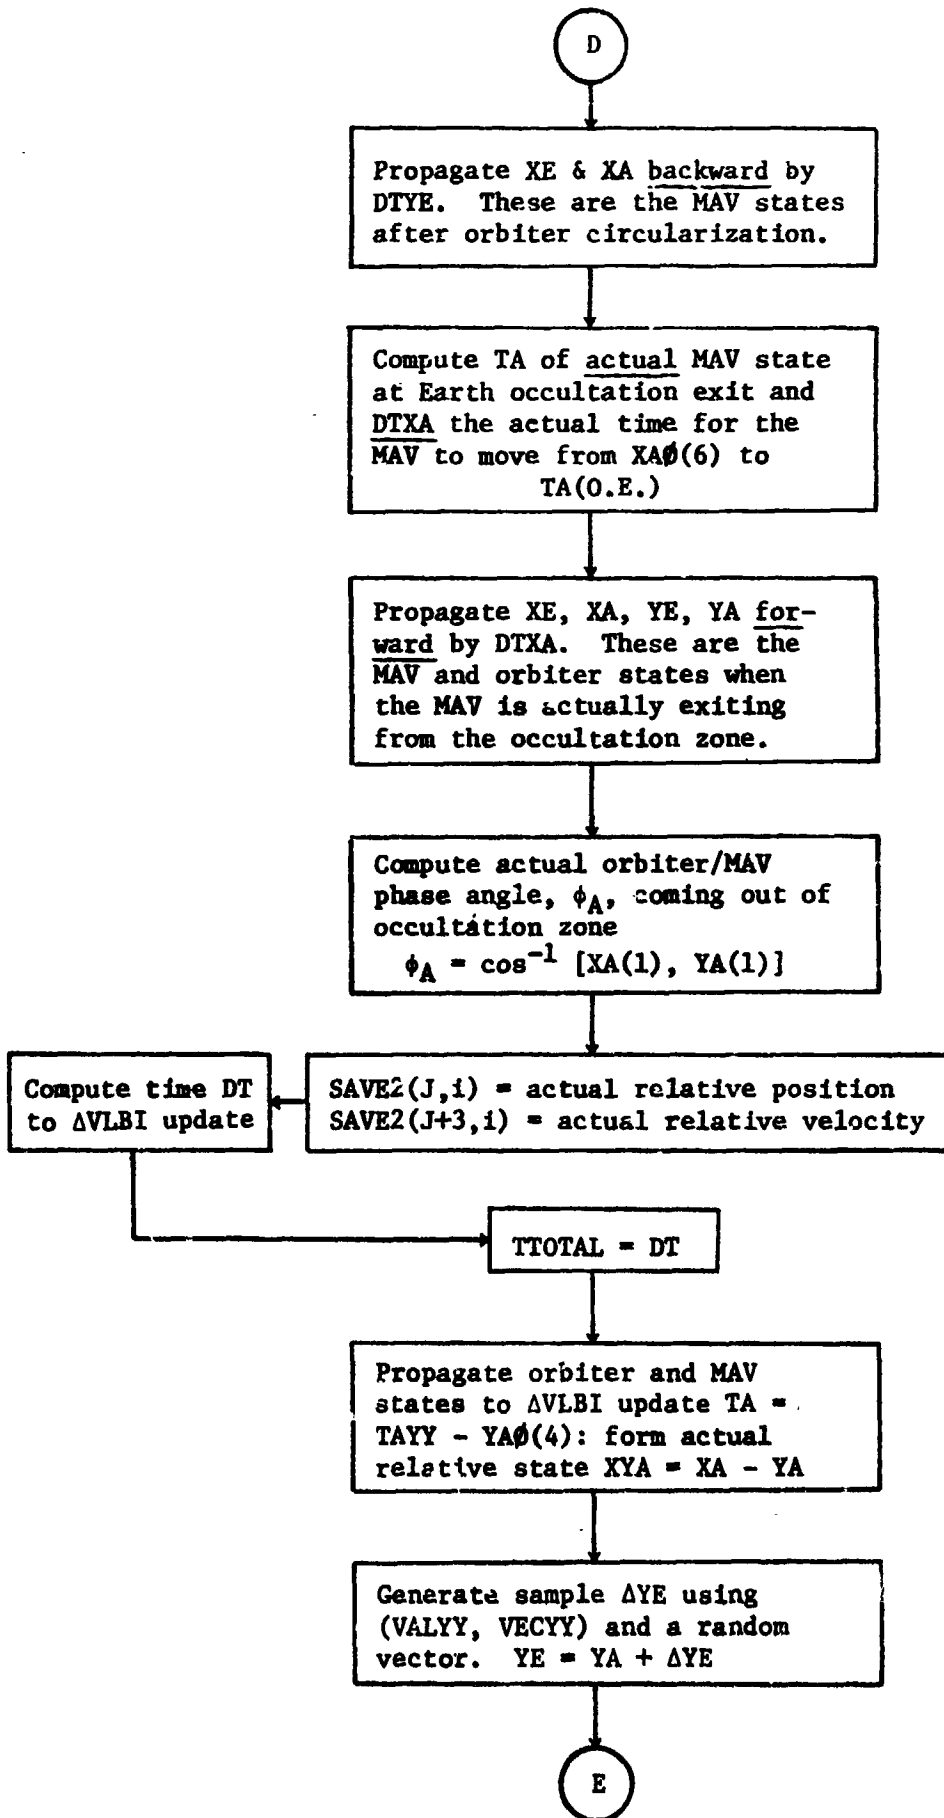 D
Propagate XE & XA backward by
DTYE. These are the MAV states
after orbiter circularization.
Compute TA of actual MAV state
at Earth occultation exit and
DTXA the actual time for the
MAV to move from XAØ(6) to
TA(O.E.)
Propagate XE, XA, YE, YA for-
ward by DTXA. These are the
MAV and orbiter states when
the MAV is actually exiting
from the occultation zone.
Compute actual orbiter/MAV
phase angle, ϕA, coming out of
occultation zone
ϕA = cos-1 [XA(1), YA(1)]
SAVE2(J,i) = actual relative position
SAVE2(J+3,i) = actual relative velocity
Compute time DT
to ΔVLBI update
TTOTAL = DT
Propagate orbiter and MAV
states to ΔVLBI update TA =
TAYY - YAØ(4): form actual
relative state XYA = XA - YA
Generate sample ΔYE using
(VALYY, VECYY) and a random
vector. YE = YA + ΔYE
E